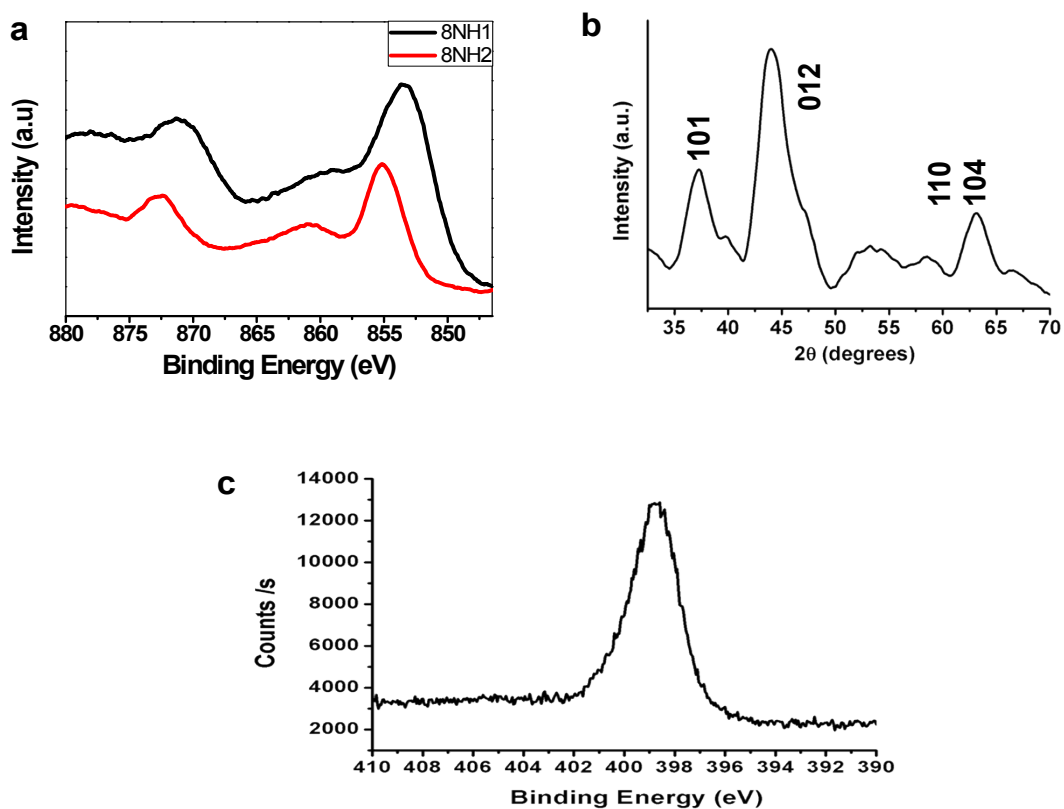 a
8NH1
8NH2
Intensity (a.u)
880 875 870 865 860 855 850
Binding Energy (eV)
b
101
012
110
104
Intensity (a.u.)
35 40 45 50 55 60 65 70
2θ (degrees)
c
14000
12000
10000
8000
6000
4000
2000
Counts /s
410 408 406 404 402 400 398 396 394 392 390
Binding Energy (eV)